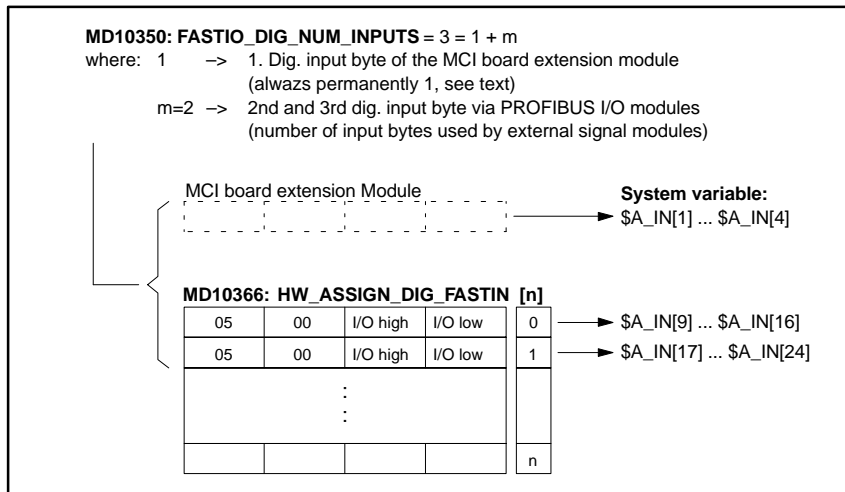 MD10350: FASTIO_DIG_NUM_INPUTS = 3 = 1 + m
where: 1 –> 1. Dig. input byte of the MCI board extension module
(alwazs permanently 1, see text)
m=2 –> 2nd and 3rd dig. input byte via PROFIBUS I/O modules
(number of input bytes used by external signal modules)
MCI board extension Module
System variable:
$A_IN[1] ... $A_IN[4]
MD10366: HW_ASSIGN_DIG_FASTIN [n]
05 00 I/O high I/O low 0 $A_IN[9] ... $A_IN[16]
05 00 I/O high I/O low 1 $A_IN[17] ... $A_IN[24]
:
:
n